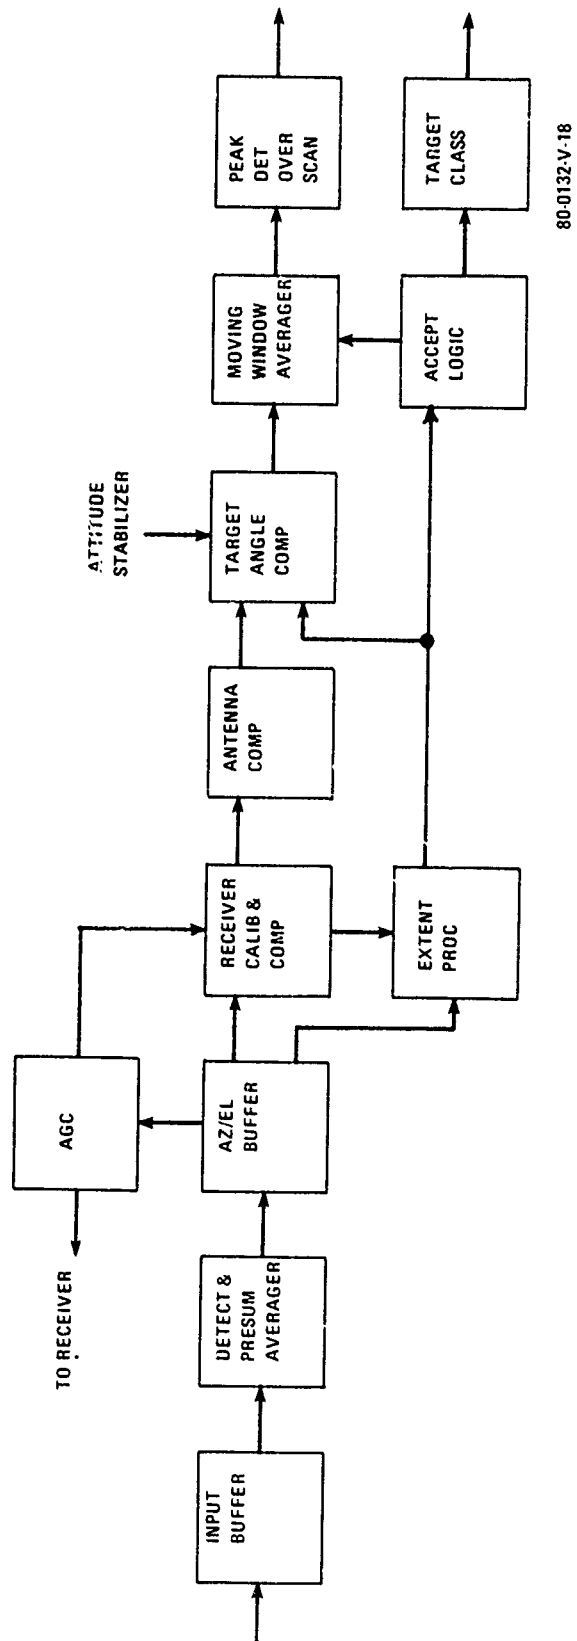 INPUT
BUFFER
DETECT &
PRESUM
AVERAGER
TO RECEIVER
AGC
AZ/EL
BUFFER
RECEIVER
CALIB &
COMP
EXTENT
PROC
ANTENNA
COMP
ATTITUDE
STABILIZER
TARGET
ANGLE
COMP
MOVING
WINDOW
AVERAGER
ACCEPT
LOGIC
PEAK
DET
OVER
SCAN
TARGET
CLASS
80-0132-V-18